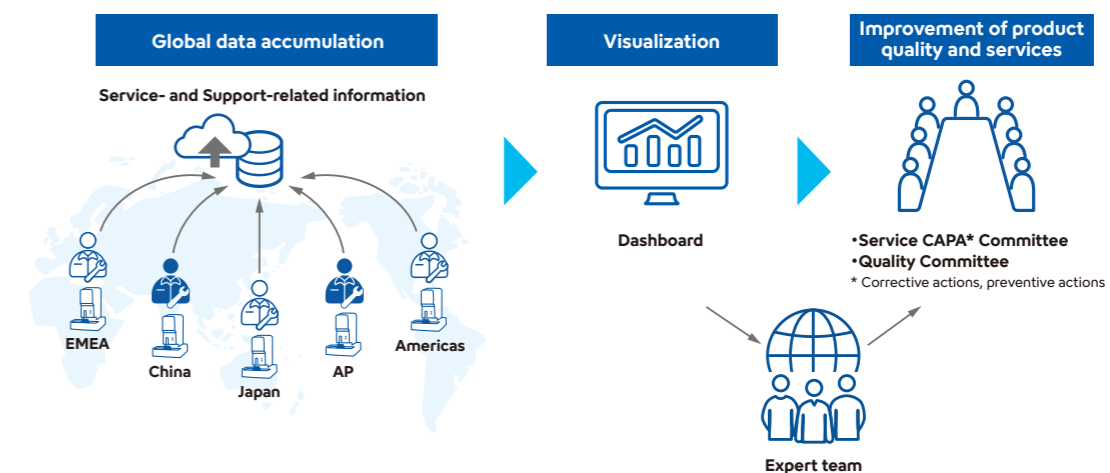 Global data accumulation
Service- and Support-related information
EMEA
China
Japan
AP
Americas
Visualization
Dashboard
Improvement of product
quality and services
•Service CAPA* Committee
•Quality Committee
* Corrective actions, preventive actions
Expert team